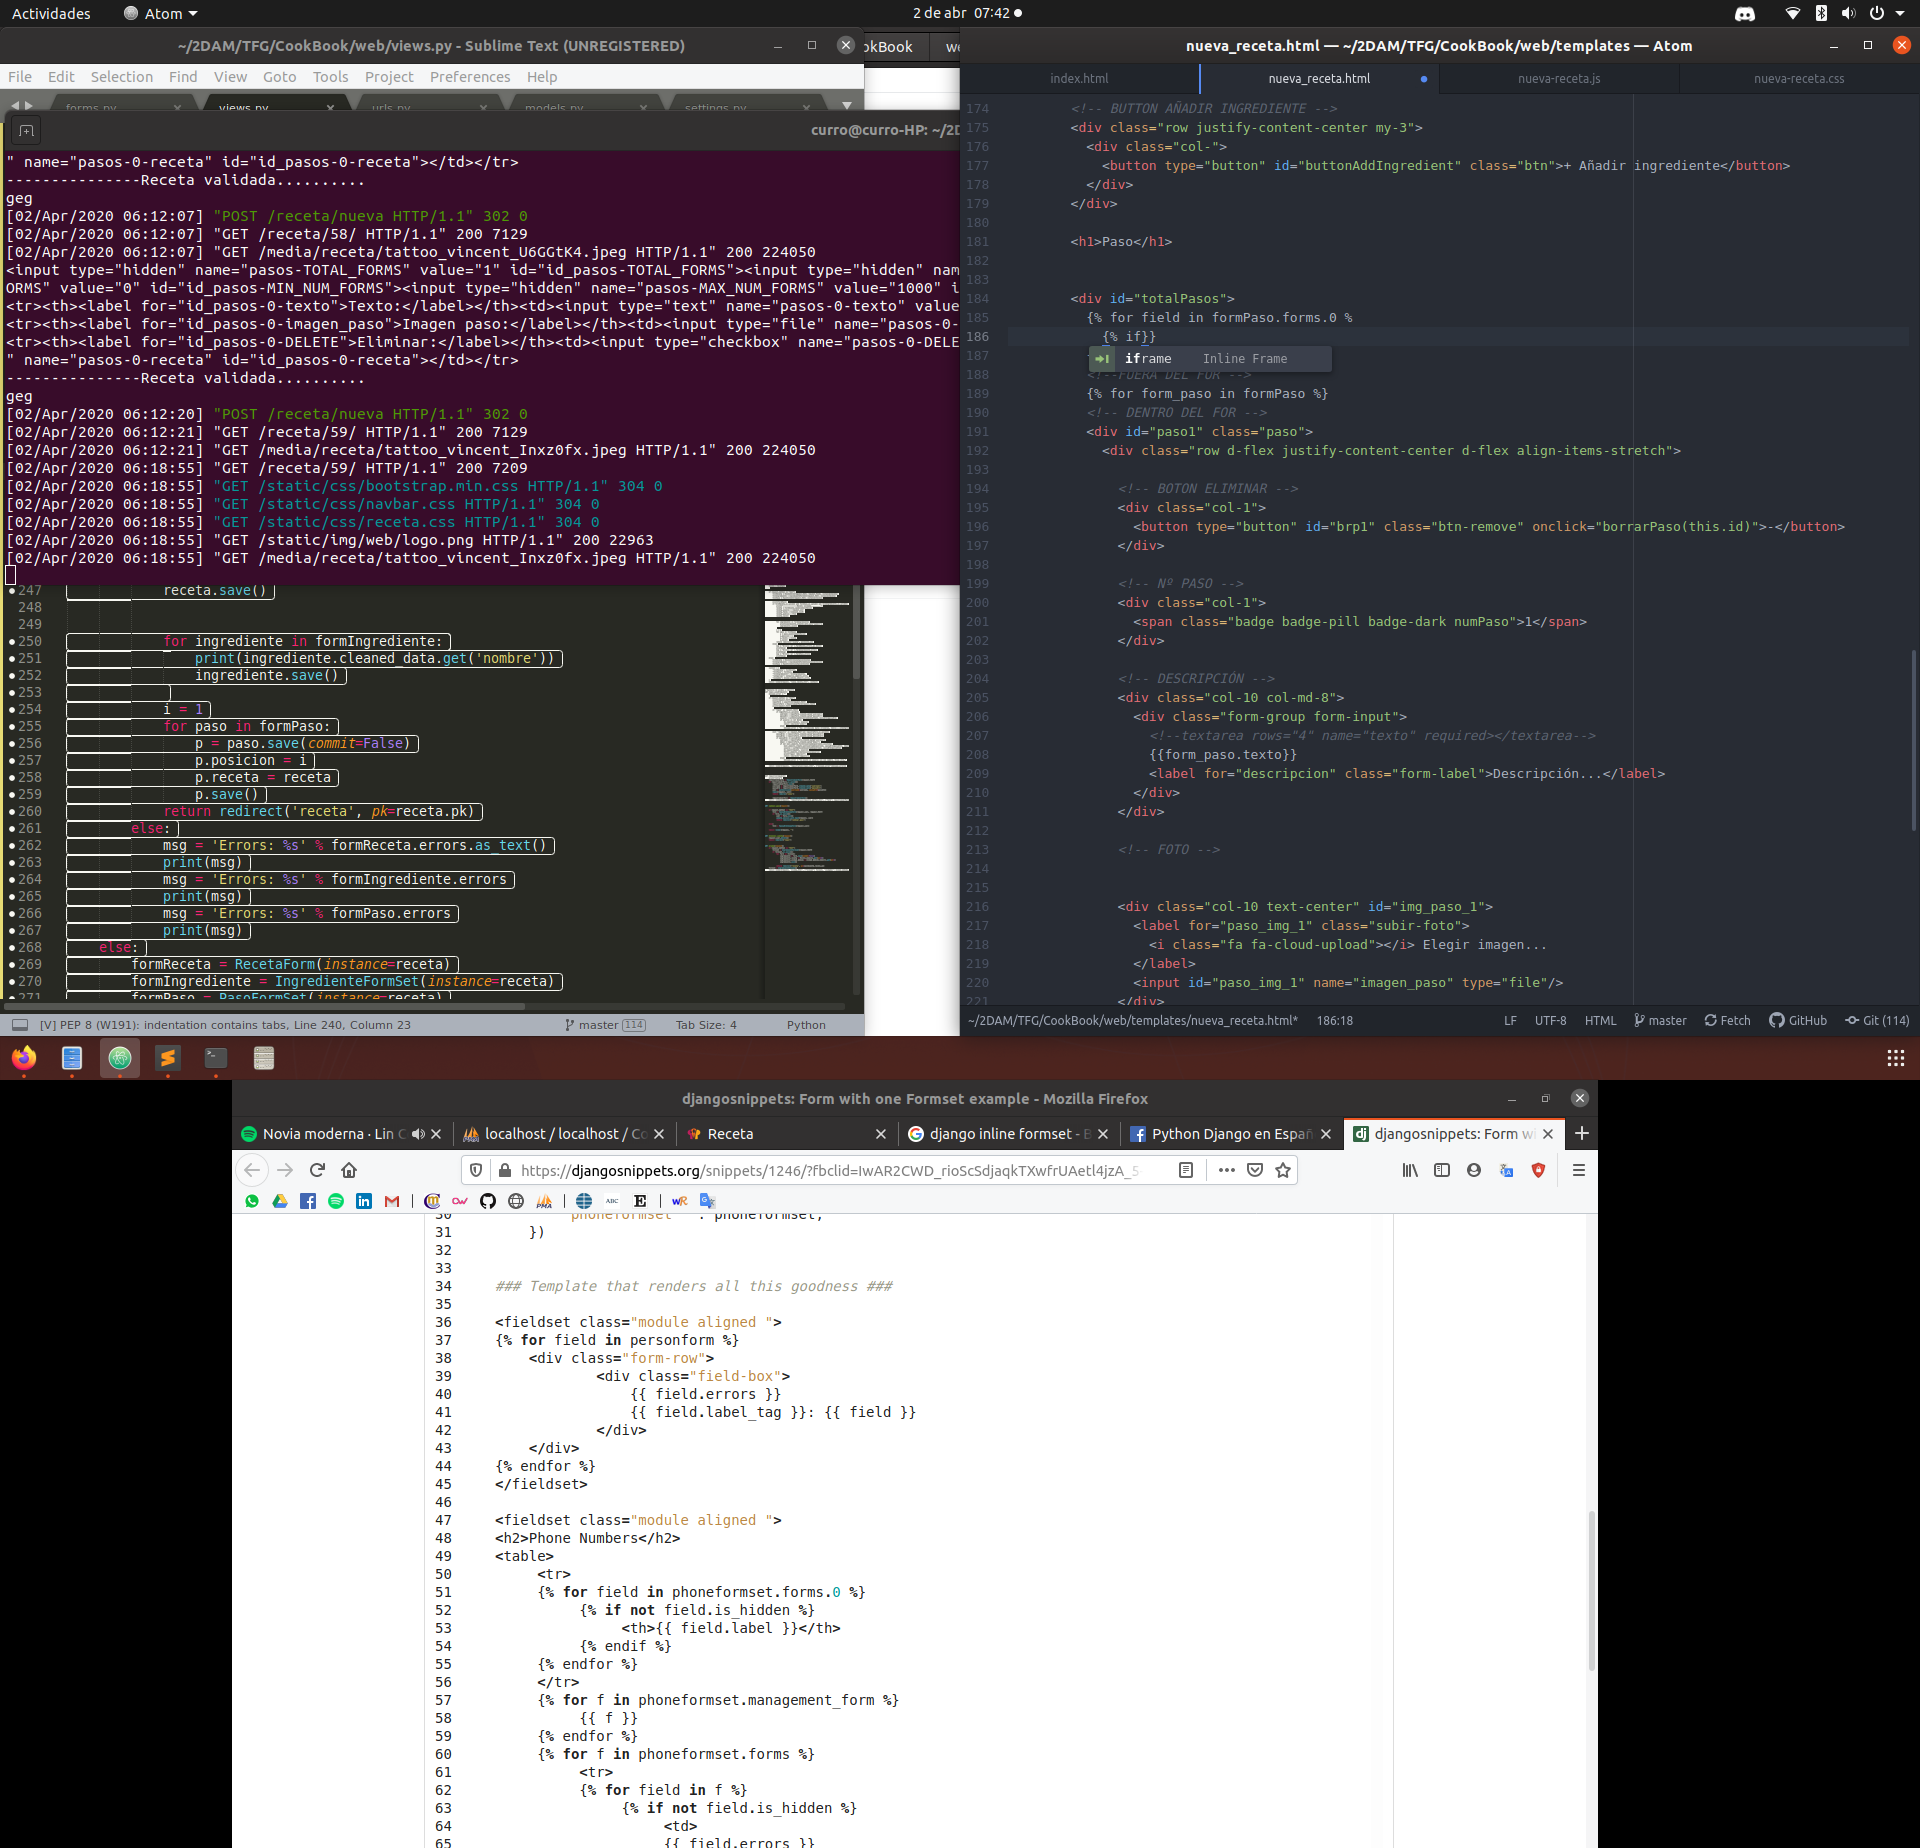 Actividades
Atom
2 de abr 07:42
~/2DAM/TFG/CookBook/web/views.py - Sublime Text (UNREGISTERED)
File Edit Selection Find View Goto Tools Project Preferences Help
forms.py
views.py
urls.py
models.py
settings.py
okBook
curro@curro-HP: ~/2D
" name="pasos-0-receta" id="id_pasos-0-receta"></td></tr>
---------------Receta validada..........
geg
[02/Apr/2020 06:12:07] "POST /receta/nueva HTTP/1.1" 302 0
[02/Apr/2020 06:12:07] "GET /receta/58/ HTTP/1.1" 200 7129
[02/Apr/2020 06:12:07] "GET /media/receta/tattoo_vincent_U6GGtK4.jpeg HTTP/1.1" 200 224050
<input type="hidden" name="pasos-TOTAL_FORMS" value="1" id="id_pasos-TOTAL_FORMS"><input type="hidden" nam
ORMS" value="0" id="id_pasos-MIN_NUM_FORMS"><input type="hidden" name="pasos-MAX_NUM_FORMS" value="1000" i
<tr><th><label for="id_pasos-0-texto">Texto:</label></th><td><input type="text" name="pasos-0-texto" value
<tr><th><label for="id_pasos-0-imagen_paso">Imagen paso:</label></th><td><input type="file" name="pasos-0-
<tr><th><label for="id_pasos-0-DELETE">Eliminar:</label></th><td><input type="checkbox" name="pasos-0-DELE
" name="pasos-0-receta" id="id_pasos-0-receta"></td></tr>
---------------Receta validada..........
geg
[02/Apr/2020 06:12:20] "POST /receta/nueva HTTP/1.1" 302 0
[02/Apr/2020 06:12:21] "GET /receta/59/ HTTP/1.1" 200 7129
[02/Apr/2020 06:12:21] "GET /media/receta/tattoo_vincent_Inxz0fx.jpeg HTTP/1.1" 200 224050
[02/Apr/2020 06:18:55] "GET /receta/59/ HTTP/1.1" 200 7209
[02/Apr/2020 06:18:55] "GET /static/css/bootstrap.min.css HTTP/1.1" 304 0
[02/Apr/2020 06:18:55] "GET /static/css/navbar.css HTTP/1.1" 304 0
[02/Apr/2020 06:18:55] "GET /static/css/receta.css HTTP/1.1" 304 0
[02/Apr/2020 06:18:55] "GET /static/img/web/logo.png HTTP/1.1" 200 22963
[02/Apr/2020 06:18:55] "GET /media/receta/tattoo_vincent_Inxz0fx.jpeg HTTP/1.1" 200 224050
247 receta.save()
248
249
250 for ingrediente in formIngrediente:
251 print(ingrediente.cleaned_data.get('nombre'))
252 ingrediente.save()
253
254 i = 1
255 for paso in formPaso:
256 p = paso.save(commit=False)
257 p.posicion = i
258 p.receta = receta
259 p.save()
260 return redirect('receta', pk=receta.pk)
261 else:
262 msg = 'Errors: %s' % formReceta.errors.as_text()
263 print(msg)
264 msg = 'Errors: %s' % formIngrediente.errors
265 print(msg)
266 msg = 'Errors: %s' % formPaso.errors
267 print(msg)
268 else:
269 formReceta = RecetaForm(instance=receta)
270 formIngrediente = IngredienteFormSet(instance=receta)
271 formPaso = PasoFormSet(instance=receta)
[V] PEP 8 (W191): indentation contains tabs, Line 240, Column 23
master 114
Tab Size: 4
Python
nueva_receta.html — ~/2DAM/TFG/CookBook/web/templates — Atom
index.html
nueva_receta.html
nueva-receta.js
nueva-receta.css
174 <!-- BUTTON AÑADIR INGREDIENTE -->
175 <div class="row justify-content-center my-3">
176 <div class="col-">
177 <button type="button" id="buttonAddIngredient" class="btn">+ Añadir ingrediente</button>
178 </div>
179 </div>
180
181 <h1>Paso</h1>
182
183
184 <div id="totalPasos">
185 {% for field in formPaso.forms.0 %
186 {% if}}
iframe Inline Frame
187
188 <!--FUERA DEL FOR -->
189 {% for form_paso in formPaso %}
190 <!-- DENTRO DEL FOR -->
191 <div id="paso1" class="paso">
192 <div class="row d-flex justify-content-center d-flex align-items-stretch">
193
194 <!-- BOTON ELIMINAR -->
195 <div class="col-1">
196 <button type="button" id="brp1" class="btn-remove" onclick="borrarPaso(this.id)">-</button>
197 </div>
198
199 <!-- Nº PASO -->
200 <div class="col-1">
201 <span class="badge badge-pill badge-dark numPaso">1</span>
202 </div>
203
204 <!-- DESCRIPCIÓN -->
205 <div class="col-10 col-md-8">
206 <div class="form-group form-input">
207 <!--textarea rows="4" name="texto" required></textarea-->
208 {{form_paso.texto}}
209 <label for="descripcion" class="form-label">Descripción...</label>
210 </div>
211 </div>
212
213 <!-- FOTO -->
214
215
216 <div class="col-10 text-center" id="img_paso_1">
217 <label for="paso_img_1" class="subir-foto">
218 <i class="fa fa-cloud-upload"></i> Elegir imagen...
219 </label>
220 <input id="paso_img_1" name="imagen_paso" type="file"/>
221 </div>
~/2DAM/TFG/CookBook/web/templates/nueva_receta.html* 186:18
LF UTF-8 HTML master Fetch GitHub Git (114)
djangosnippets: Form with one Formset example - Mozilla Firefox
Novia moderna · Lin C
localhost / localhost / Co
Receta
django inline formset - B
Python Django en Españ
djangosnippets: Form wi
https://djangosnippets.org/snippets/1246/?fbclid=IwAR2CWD_rioScSdjaqkTXwfrUAetl4jzA_5
30 "phoneformset" : phoneformset,
31 })
32
33
34 ### Template that renders all this goodness ###
35
36 <fieldset class="module aligned ">
37 {% for field in personform %}
38 <div class="form-row">
39 <div class="field-box">
40 {{ field.errors }}
41 {{ field.label_tag }}: {{ field }}
42 </div>
43 </div>
44 {% endfor %}
45 </fieldset>
46
47 <fieldset class="module aligned ">
48 <h2>Phone Numbers</h2>
49 <table>
50 <tr>
51 {% for field in phoneformset.forms.0 %}
52 {% if not field.is_hidden %}
53 <th>{{ field.label }}</th>
54 {% endif %}
55 {% endfor %}
56 </tr>
57 {% for f in phoneformset.management_form %}
58 {{ f }}
59 {% endfor %}
60 {% for f in phoneformset.forms %}
61 <tr>
62 {% for field in f %}
63 {% if not field.is_hidden %}
64 <td>
65 {{ field.errors }}